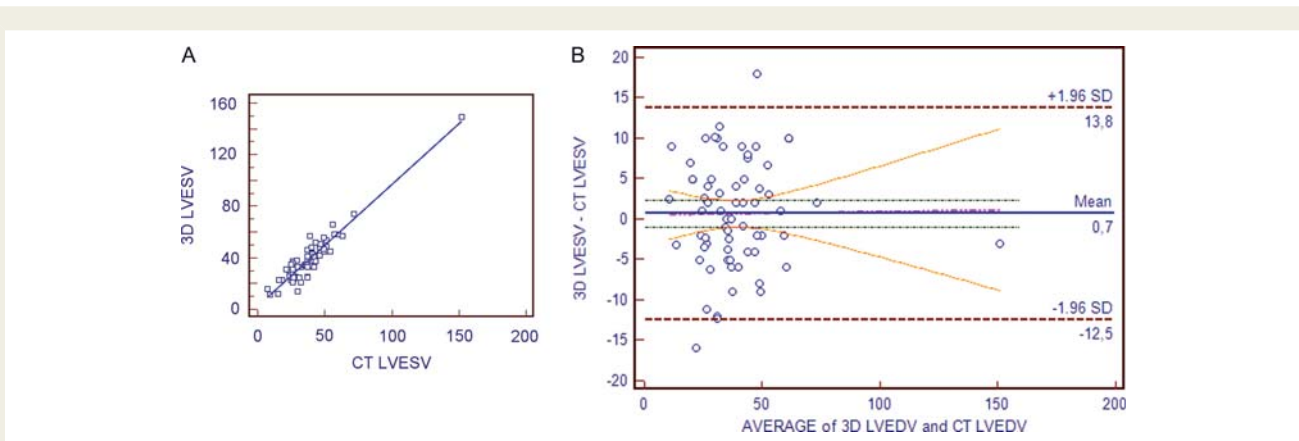 A
3D LVESV
160
120
80
40
0
0 50 100 150 200
CT LVESV
B
3D LVESV - CT LVESV
20
15
10
5
0
-5
-10
-15
-20
+1.96 SD
13,8
Mean
0,7
-1.96 SD
-12,5
0 50 100 150 200
AVERAGE of 3D LVEDV and CT LVEDV